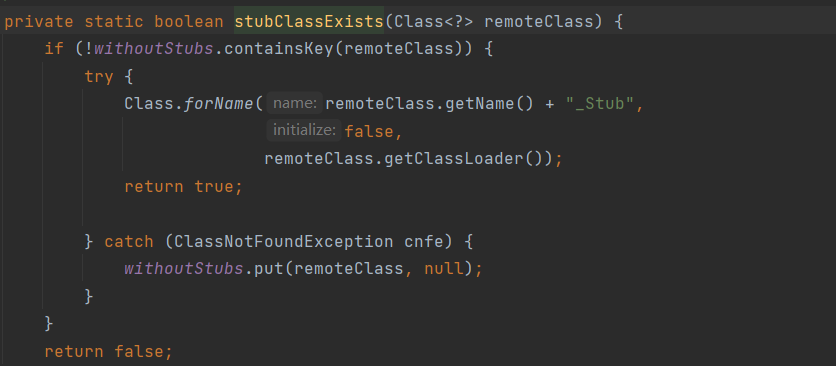 private static boolean stubClassExists(Class<?> remoteClass) {
    if (!withoutStubs.containsKey(remoteClass)) {
        try {
            Class.forName( name: remoteClass.getName() + "_Stub",
                           initialize: false,
                          remoteClass.getClassLoader());
            return true;

        } catch (ClassNotFoundException cnfe) {
            withoutStubs.put(remoteClass, null);
        }
    }
    return false;